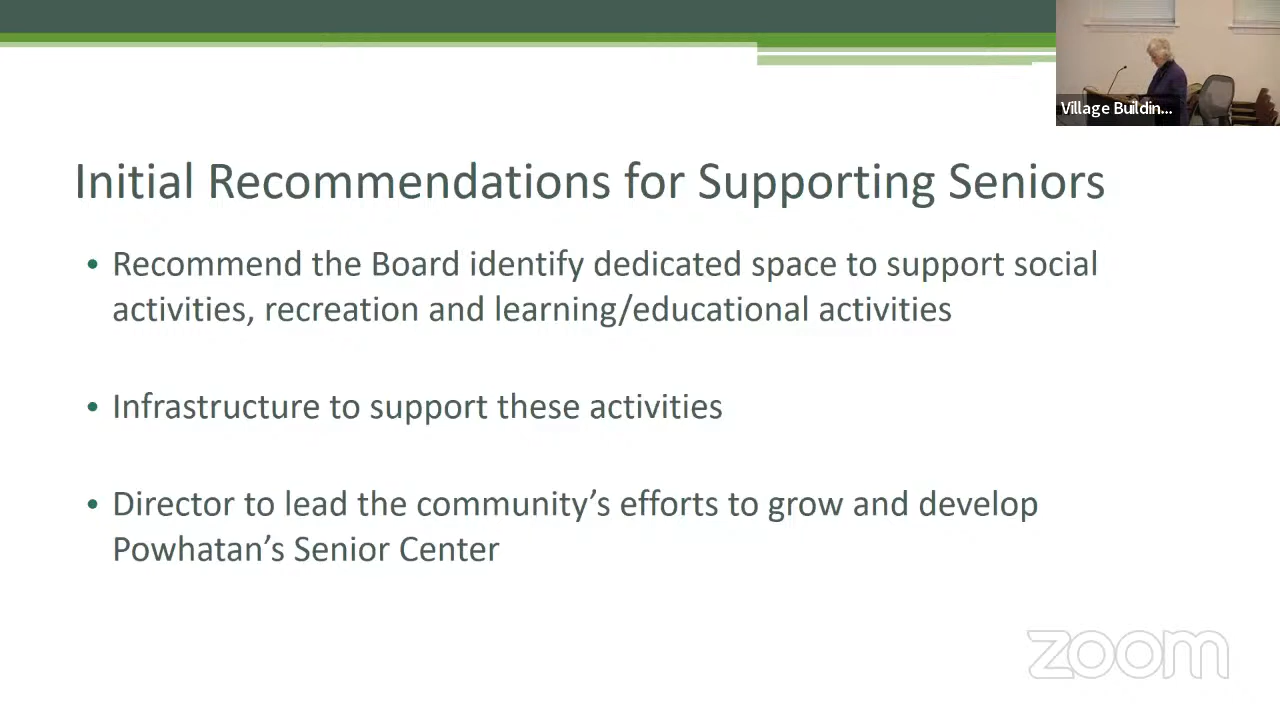 Village Buildin...
Initial Recommendations for Supporting Seniors
• Recommend the Board identify dedicated space to support social
activities, recreation and learning/educational activities
• Infrastructure to support these activities
• Director to lead the community’s efforts to grow and develop
Powhatan’s Senior Center
zoom